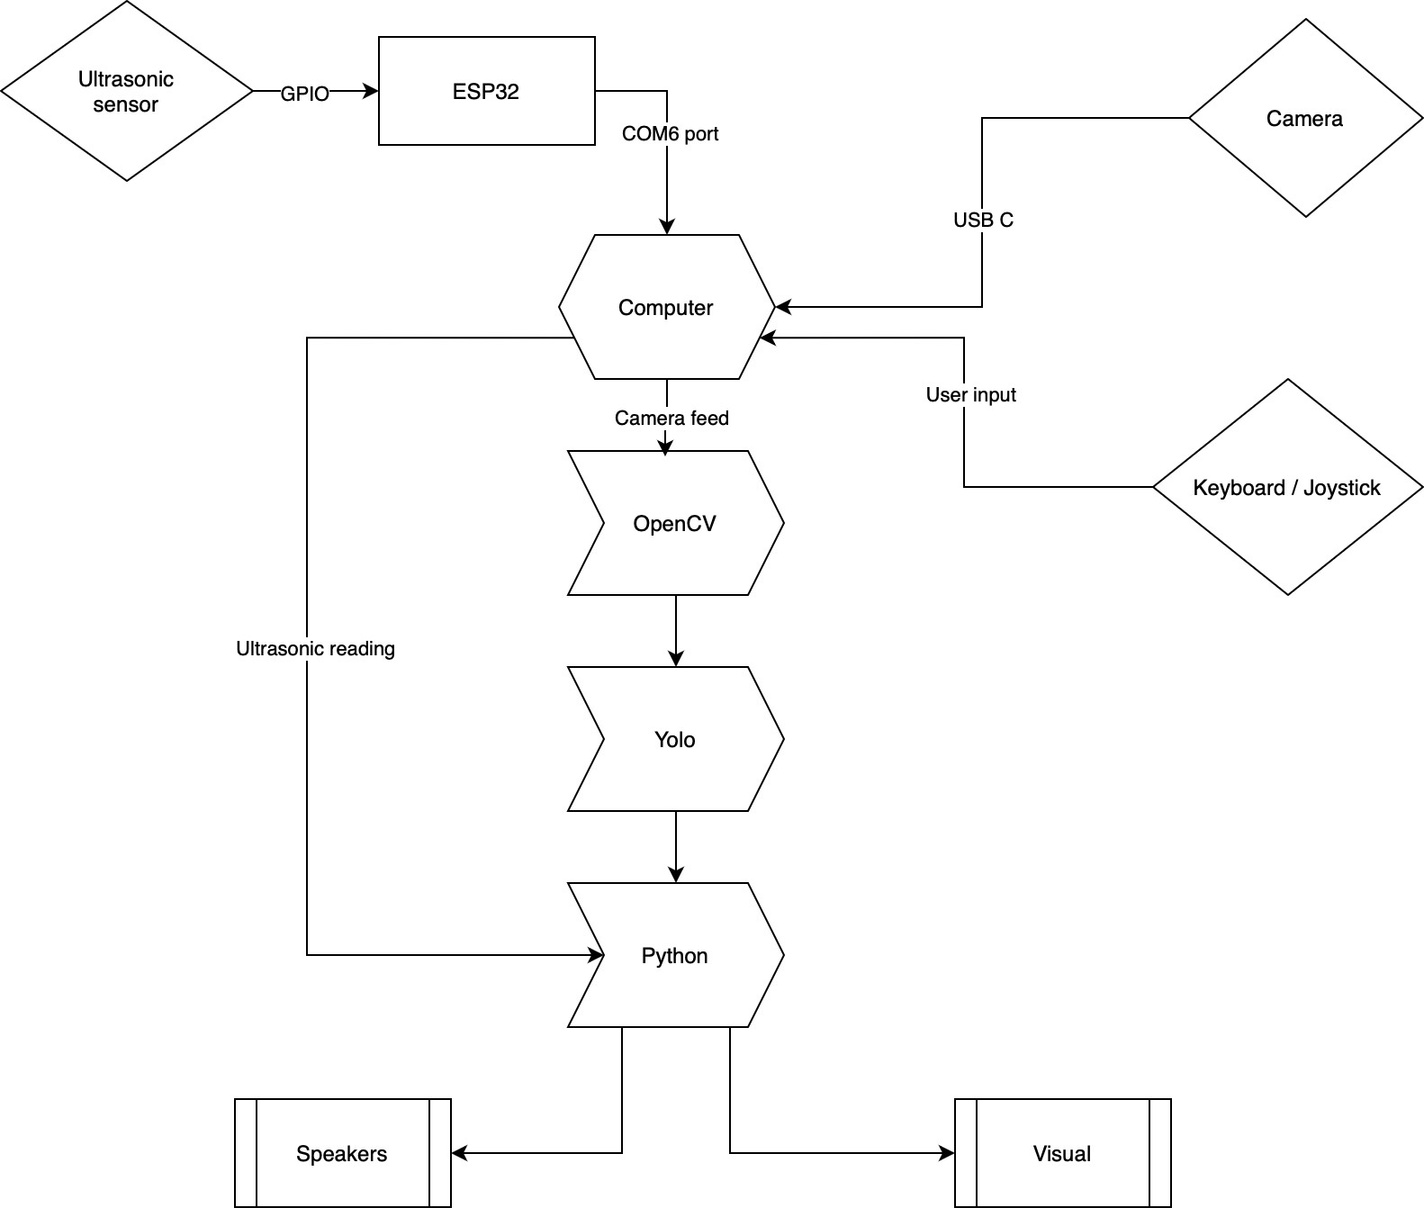 Ultrasonic
sensor
GPIO
ESP32
COM6 port
Camera
USB C
Computer
User input
Camera feed
Keyboard / Joystick
OpenCV
Ultrasonic reading
Yolo
Python
Speakers
Visual